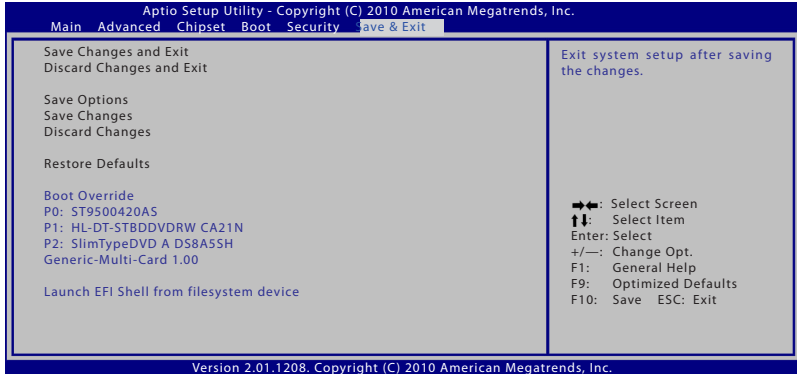 Aptio Setup Utility - Copyright (C) 2010 American Megatrends, Inc.
Main Advanced Chipset Boot Security Save & Exit
Save Changes and Exit
Discard Changes and Exit
Save Options
Save Changes
Discard Changes
Restore Defaults
Boot Override
P0: ST9500420AS
P1: HL-DT-STBDDVDRW CA21N
P2: SlimTypeDVD A DS8A5SH
Generic-Multi-Card 1.00
Launch EFI Shell from filesystem device
Exit system setup after saving
the changes.
➡⬅: Select Screen
⬆⬇: Select Item
Enter: Select
+/—: Change Opt.
F1: General Help
F9: Optimized Defaults
F10: Save ESC: Exit
Version 2.01.1208. Copyright (C) 2010 American Megatrends, Inc.